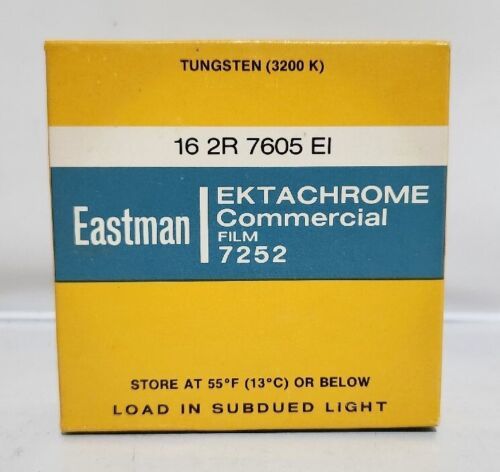 TUNGSTEN (3200 K)
16 2R 7605 EI
Eastman
EKTACHROME
Commercial
FILM
7252
STORE AT 55°F (13°C) OR BELOW
LOAD IN SUBDUED LIGHT